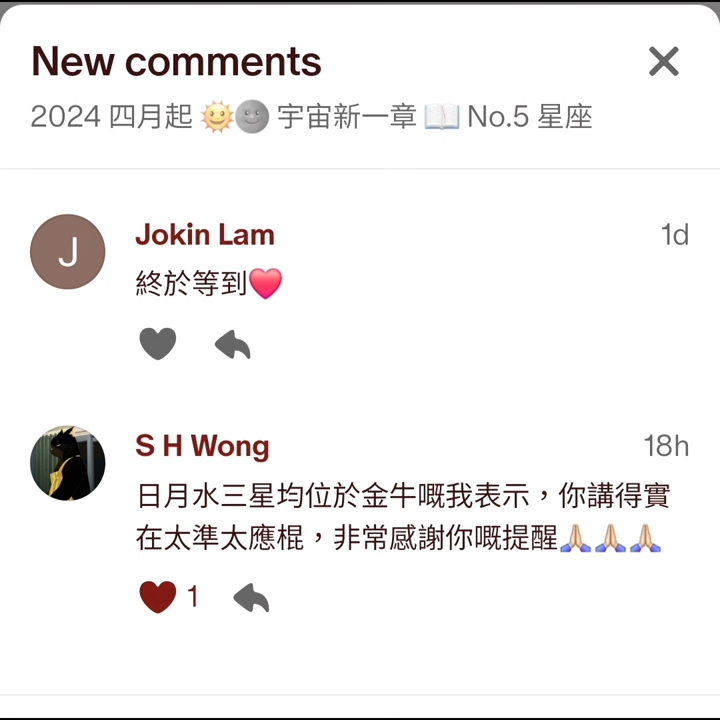 New comments
2024 四月起 🌞🌚 宇宙新一章 📖 No.5 星座
J
Jokin Lam
1d
終於等到❤️
S H Wong
18h
日月水三星均位於金牛嘅我表示，你講得實
在太準太應棍，非常感謝你嘅提醒🙏🏻🙏🏻🙏🏻
1